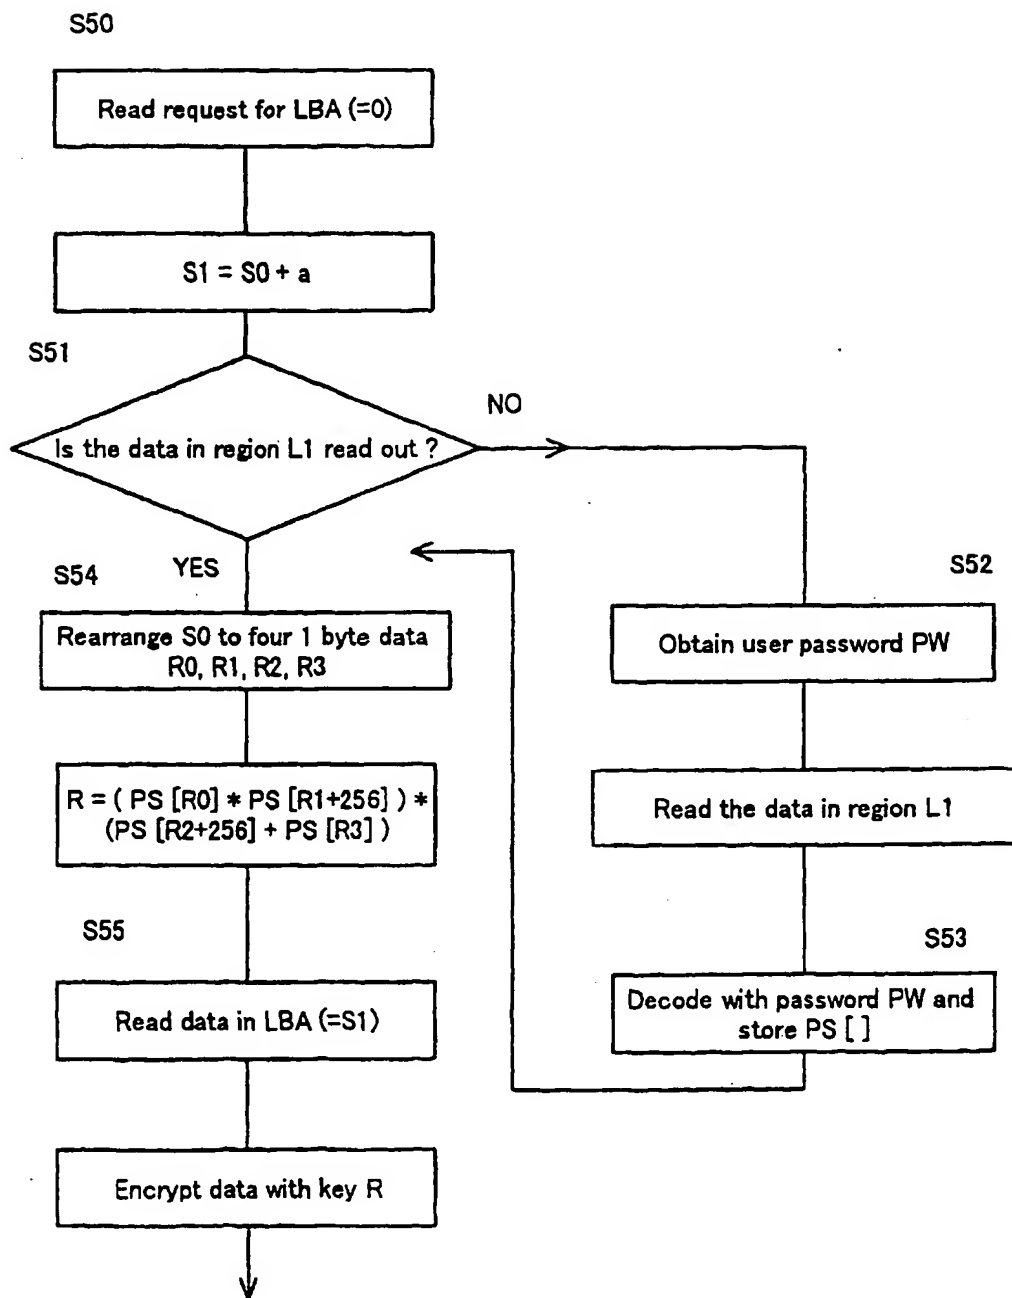 S50
Read request for LBA (=0)
S1 = S0 + a
S51
NO
Is the data in region L1 read out ?
YES
S54
S52
Rearrange S0 to four 1 byte data
R0, R1, R2, R3
Obtain user password PW
R = ( PS [R0] * PS [R1+256] ) *
(PS [R2+256] + PS [R3] )
Read the data in region L1
S55
S53
Read data in LBA (=S1)
Decode with password PW and
store PS [ ]
Encrypt data with key R